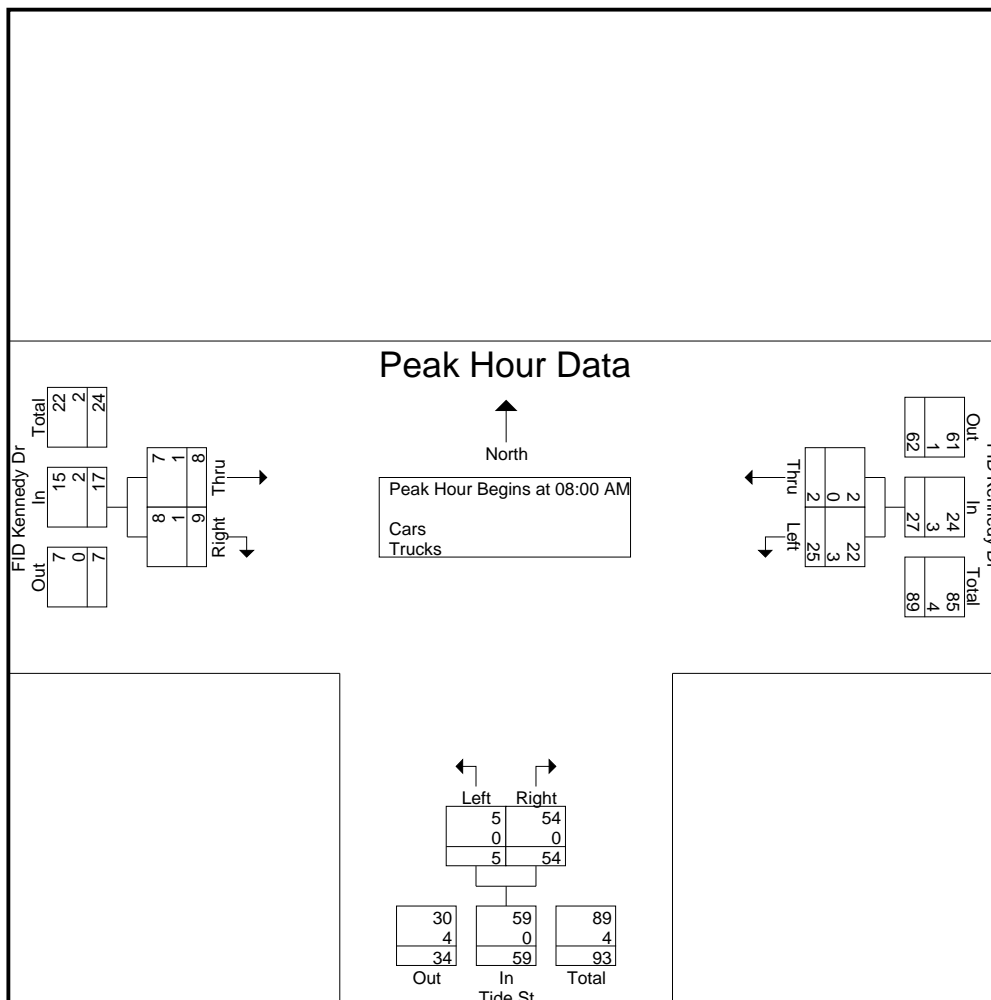 Peak Hour Data
North
Peak Hour Begins at 08:00 AM
Cars
Trucks
FID Kennedy Dr
Total
22 2 24
In
15 2 17
Out
7 0 7
7 1 8
Thru
8 1 9
Right
Out
61 1 62
In
24 3 27
Total
85 4 89
Thru
2 0 2
Left
22 3 25
Left Right
5 54
0 0
5 54
30 59 89
4 0 4
34 59 93
Out In Total
Tide St